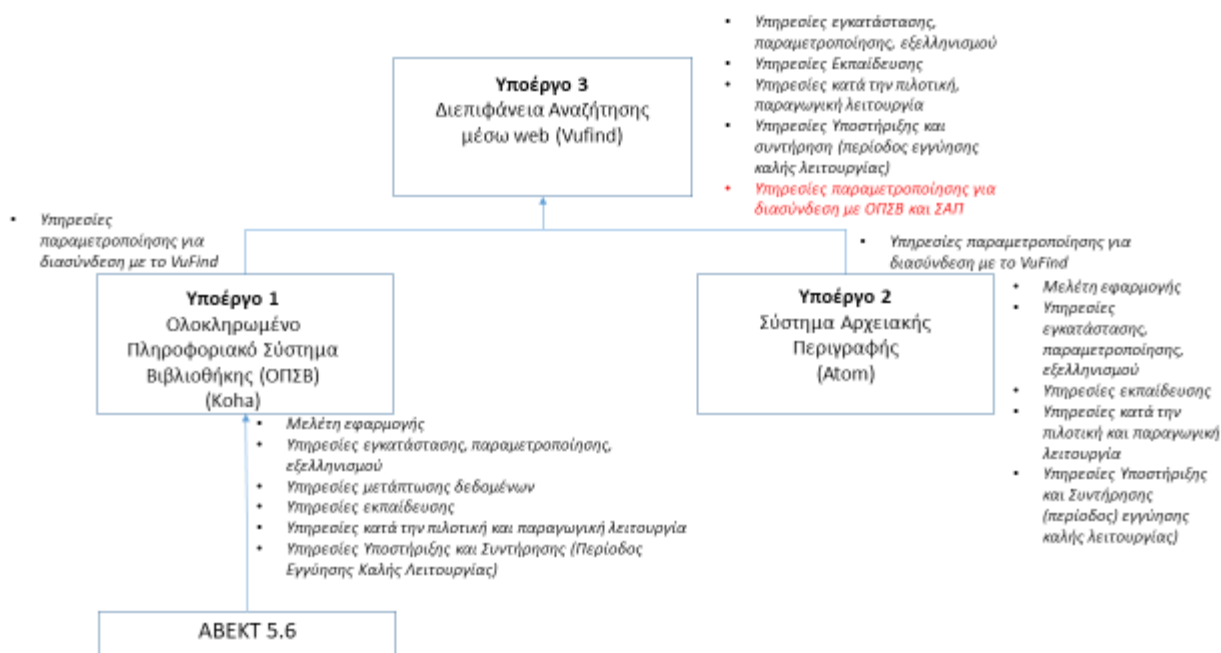 • Υπηρεσίες εγκατάστασης,
παραμετροποίησης, εξελληνισμού
• Υπηρεσίες Εκπαίδευσης
• Υπηρεσίες κατά την πιλοτική,
παραγωγική λειτουργία
• Υπηρεσίες Υποστήριξης και
συντήρηση (περίοδος εγγύησης
καλής λειτουργίας)
• Υπηρεσίες παραμετροποίησης για
διασύνδεση με ΟΠΣΒ και ΣΑΠ
Υποέργο 3
Διεπιφάνεια Αναζήτησης
μέσω web (Vufind)
• Υπηρεσίες
παραμετροποίησης για
διασύνδεση με το VuFind
• Υπηρεσίες παραμετροποίησης για
διασύνδεση με το VuFind
Υποέργο 1
Ολοκληρωμένο
Πληροφοριακό Σύστημα
Βιβλιοθήκης (ΟΠΣΒ)
(Koha)
Υποέργο 2
Σύστημα Αρχειακής
Περιγραφής
(Atom)
• Μελέτη εφαρμογής
• Υπηρεσίες
εγκατάστασης,
παραμετροποίησης,
εξελληνισμού
• Υπηρεσίες εκπαίδευσης
• Υπηρεσίες κατά την
πιλοτική και παραγωγική
λειτουργία
• Υπηρεσίες Υποστήριξης
και Συντήρησης
(περίοδος) εγγύησης
καλής λειτουργίας)
• Μελέτη εφαρμογής
• Υπηρεσίες εγκατάστασης, παραμετροποίησης,
εξελληνισμού
• Υπηρεσίες μετάπτωσης δεδομένων
• Υπηρεσίες εκπαίδευσης
• Υπηρεσίες κατά την πιλοτική και παραγωγική λειτουργία
• Υπηρεσίες Υποστήριξης και Συντήρησης (Περίοδος
Εγγύησης Καλής Λειτουργίας)
ΑΒΕΚΤ 5.6